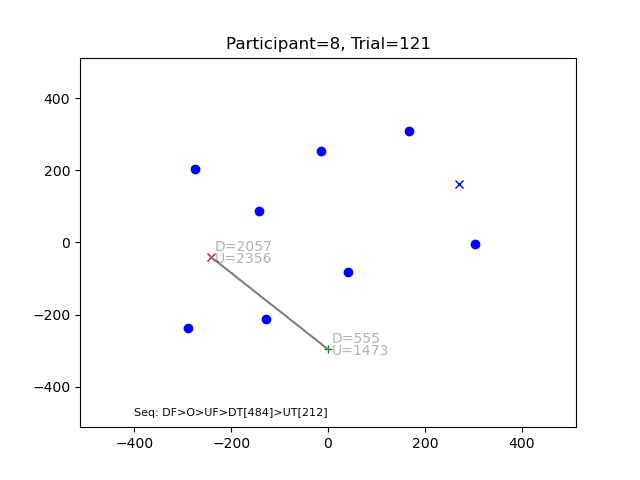 Participant=8, Trial=121
400
200
0
−200
−400
D=2057
U=2356
D=555
U=1473
Seq: DF>O>UF>DT[484]>UT[212]
−400 −200 0 200 400